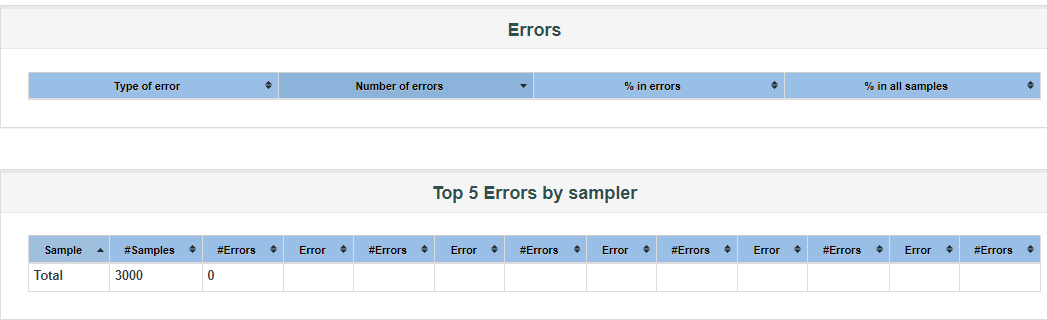 Errors
Type of error Number of errors % in errors % in all samples
Top 5 Errors by sampler
Sample #Samples #Errors Error #Errors Error #Errors Error #Errors Error #Errors Error #Errors
Total 3000 0